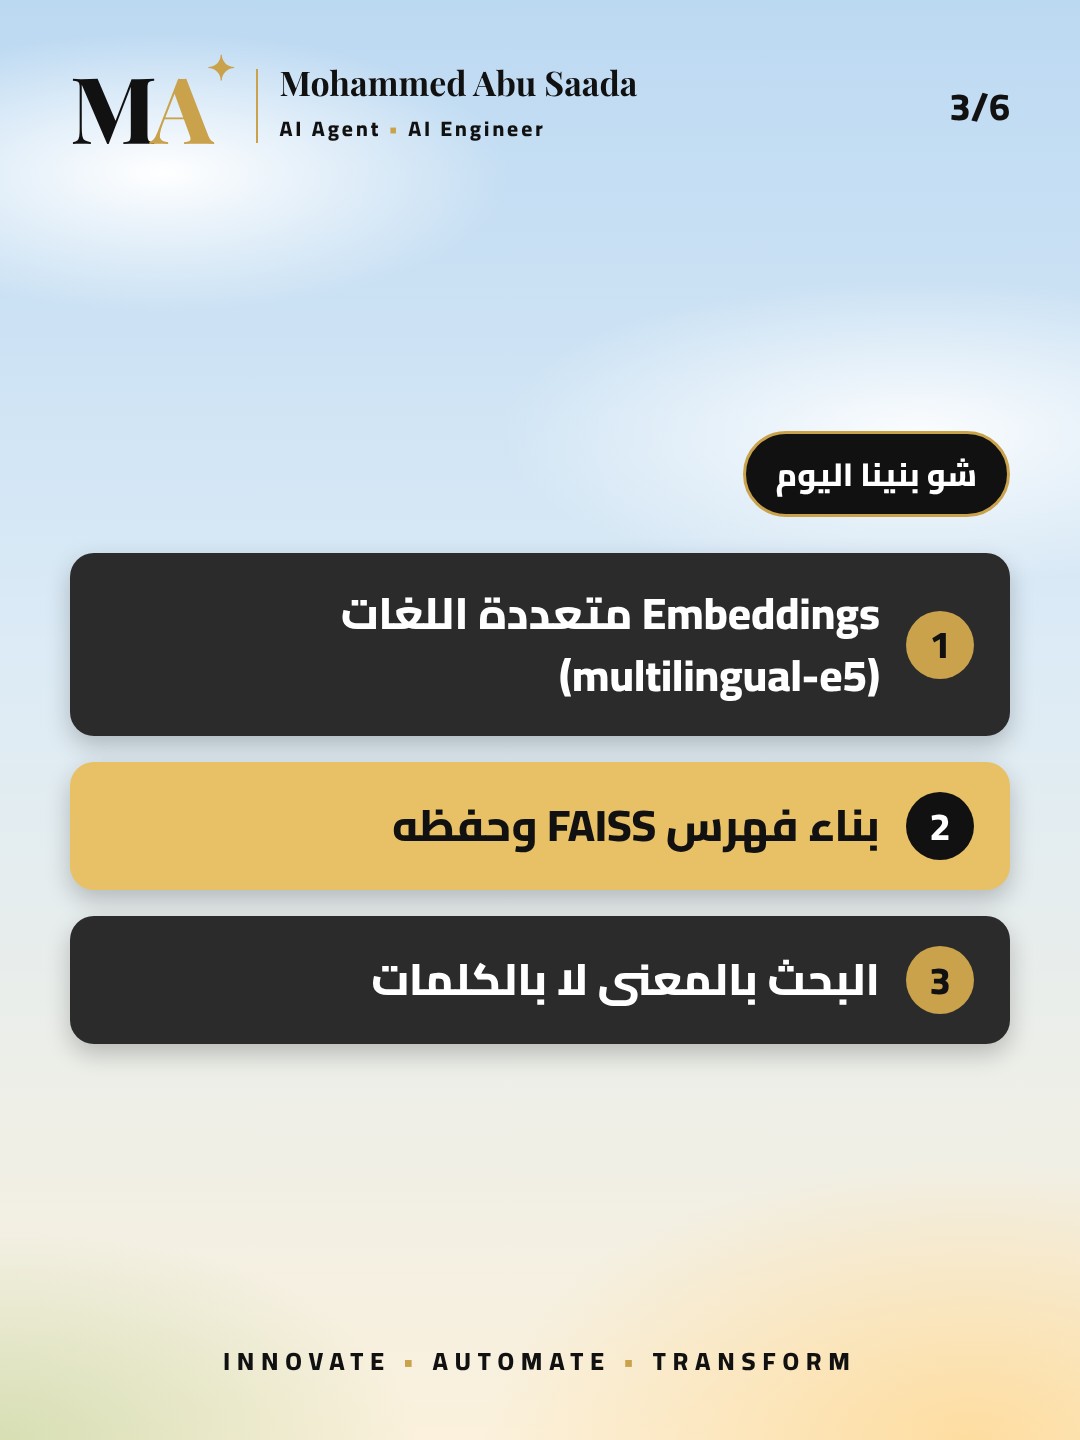 MA
Mohammed Abu Saada
AI Agent ▪ AI Engineer
3/6
شو بنينا اليوم
1
Embeddings متعددة اللغات
(multilingual-e5)
2
بناء فهرس FAISS وحفظه
3
البحث بالمعنى لا بالكلمات
INNOVATE ▪ AUTOMATE ▪ TRANSFORM